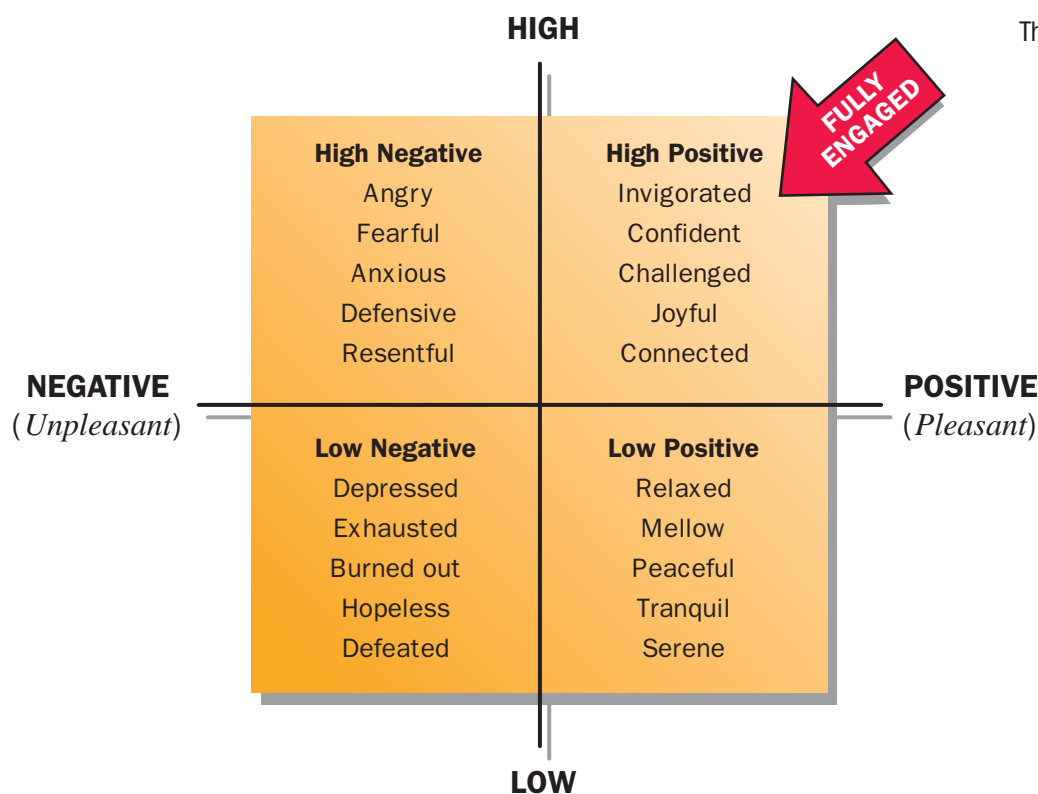 HIGH
Th
FULLY
ENGAGED
High Negative
Angry
Fearful
Anxious
Defensive
Resentful
High Positive
Invigorated
Confident
Challenged
Joyful
Connected
NEGATIVE
(Unpleasant)
POSITIVE
(Pleasant)
Low Negative
Depressed
Exhausted
Burned out
Hopeless
Defeated
Low Positive
Relaxed
Mellow
Peaceful
Tranquil
Serene
LOW